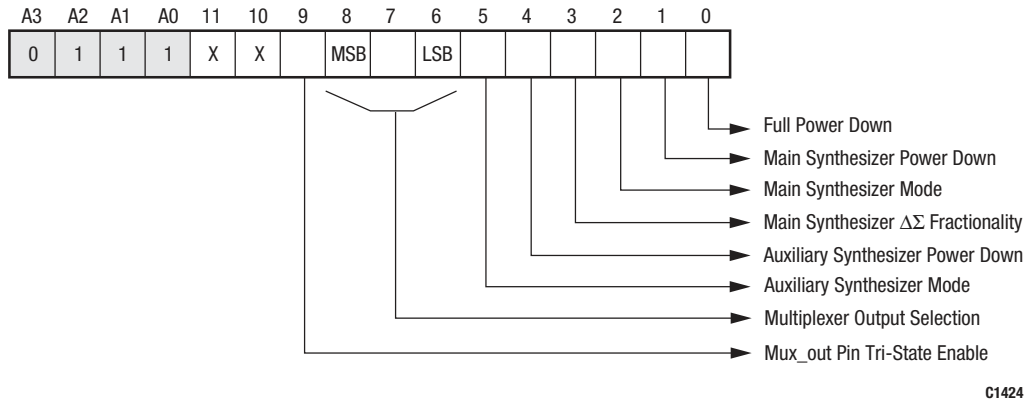 A3 A2 A1 A0 11 10 9 8 7 6 5 4 3 2 1 0
0 1 1 1 X X MSB LSB
Full Power Down
Main Synthesizer Power Down
Main Synthesizer Mode
Main Synthesizer ΔΣ Fractionality
Auxiliary Synthesizer Power Down
Auxiliary Synthesizer Mode
Multiplexer Output Selection
Mux_out Pin Tri-State Enable
C1424